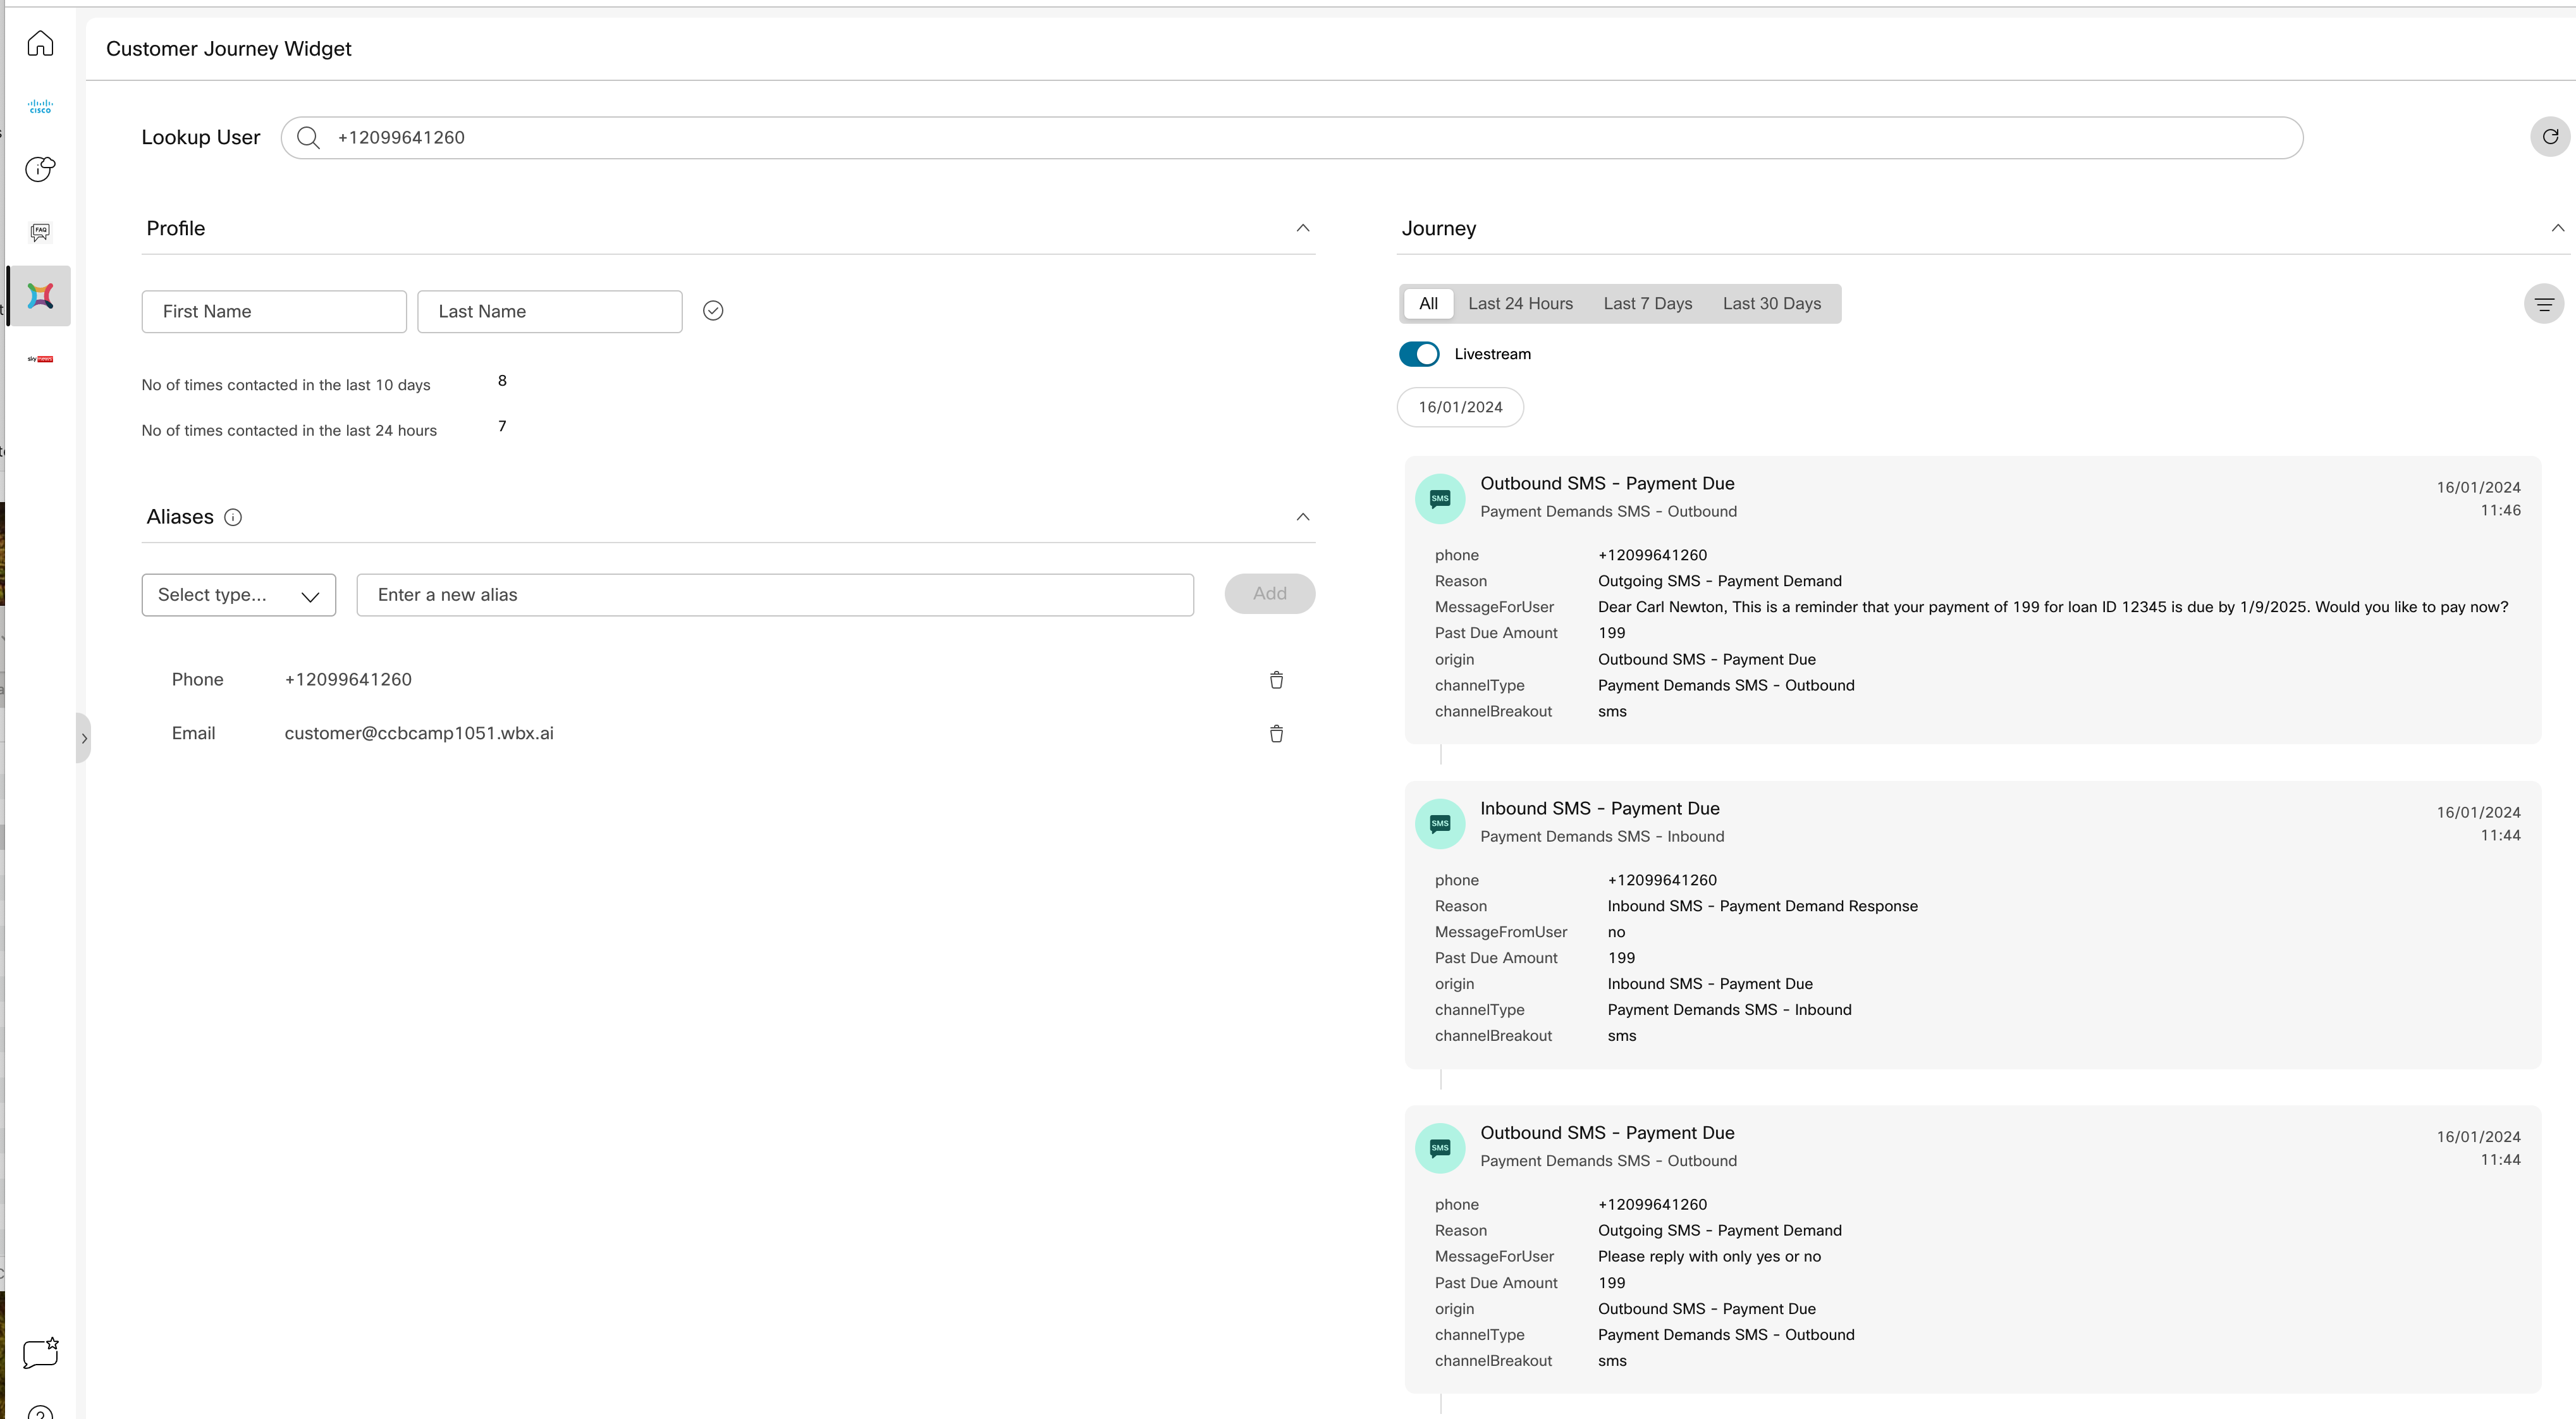 Customer Journey Widget
cisco
Lookup User
+12099641260
i
FAQ
Profile
First Name
Last Name
No of times contacted in the last 10 days 8
No of times contacted in the last 24 hours 7
Aliases
Select type...
Enter a new alias
Add
Phone +12099641260
Email customer@ccbcamp1051.wbx.ai
Journey
All
Last 24 Hours
Last 7 Days
Last 30 Days
Livestream
16/01/2024
SMS
Outbound SMS - Payment Due
Payment Demands SMS - Outbound
16/01/2024
11:46
phone +12099641260
Reason Outgoing SMS - Payment Demand
MessageForUser Dear Carl Newton, This is a reminder that your payment of 199 for loan ID 12345 is due by 1/9/2025. Would you like to pay now?
Past Due Amount 199
origin Outbound SMS - Payment Due
channelType Payment Demands SMS - Outbound
channelBreakout sms
SMS
Inbound SMS - Payment Due
Payment Demands SMS - Inbound
16/01/2024
11:44
phone +12099641260
Reason Inbound SMS - Payment Demand Response
MessageFromUser no
Past Due Amount 199
origin Inbound SMS - Payment Due
channelType Payment Demands SMS - Inbound
channelBreakout sms
SMS
Outbound SMS - Payment Due
Payment Demands SMS - Outbound
16/01/2024
11:44
phone +12099641260
Reason Outgoing SMS - Payment Demand
MessageForUser Please reply with only yes or no
Past Due Amount 199
origin Outbound SMS - Payment Due
channelType Payment Demands SMS - Outbound
channelBreakout sms